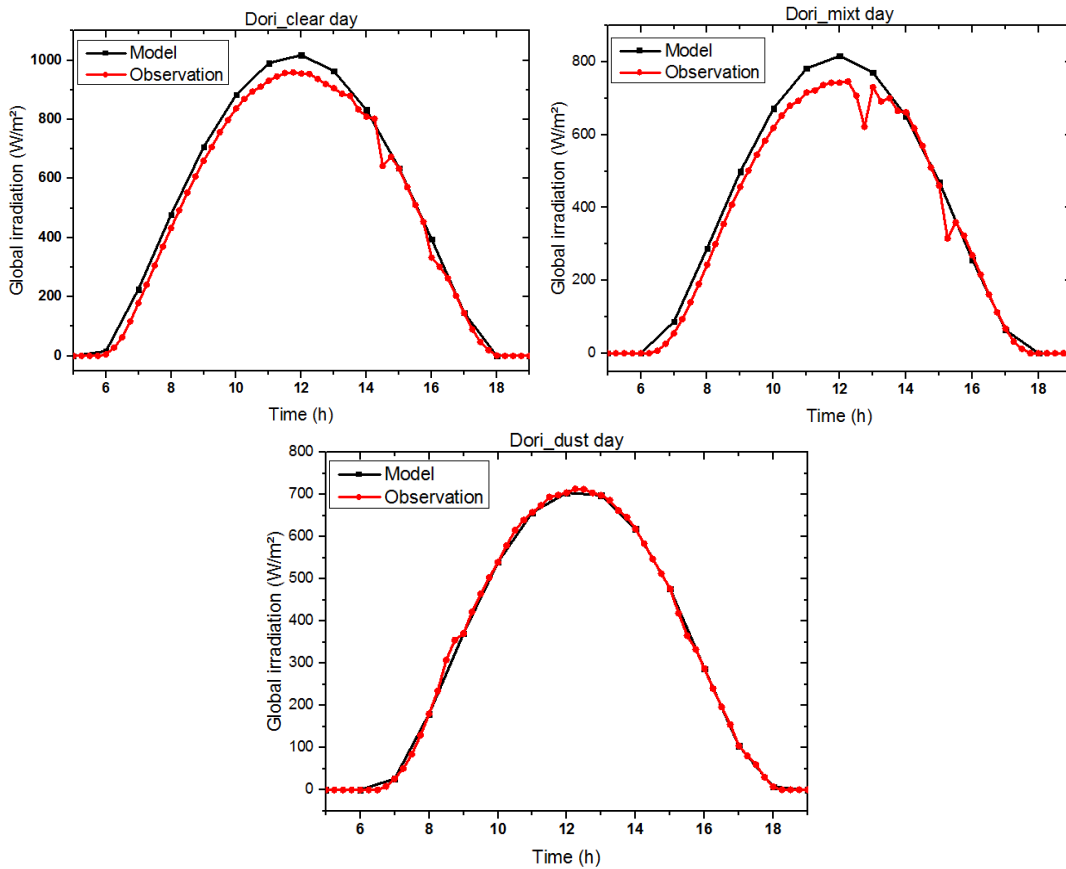 Dori_clear day
Model
Observation
Global irradiation (W/m²)
1000
800
600
400
200
0
6 8 10 12 14 16 18
Time (h)
Dori_mixt day
Model
Observation
Global irradiation (W/m²)
800
600
400
200
0
6 8 10 12 14 16 18
Time (h)
Dori_dust day
Model
Observation
Global irradiation (W/m²)
800
700
600
500
400
300
200
100
0
6 8 10 12 14 16 18
Time (h)